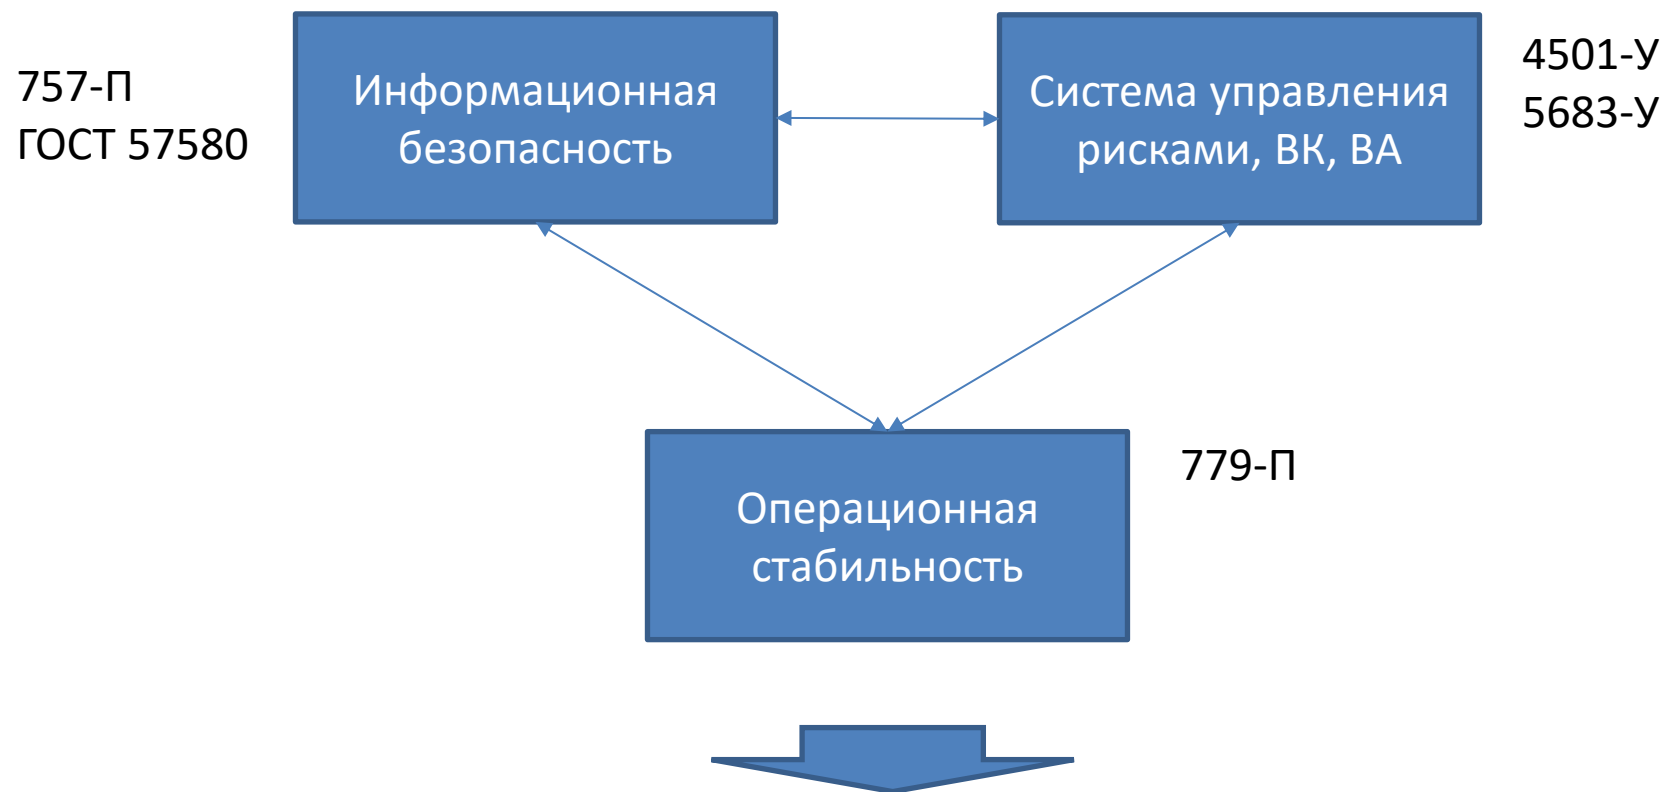 757-П
ГОСТ 57580
Информационная
безопасность
Система управления
рисками, ВК, ВА
4501-У
5683-У
Операционная
стабильность
779-П